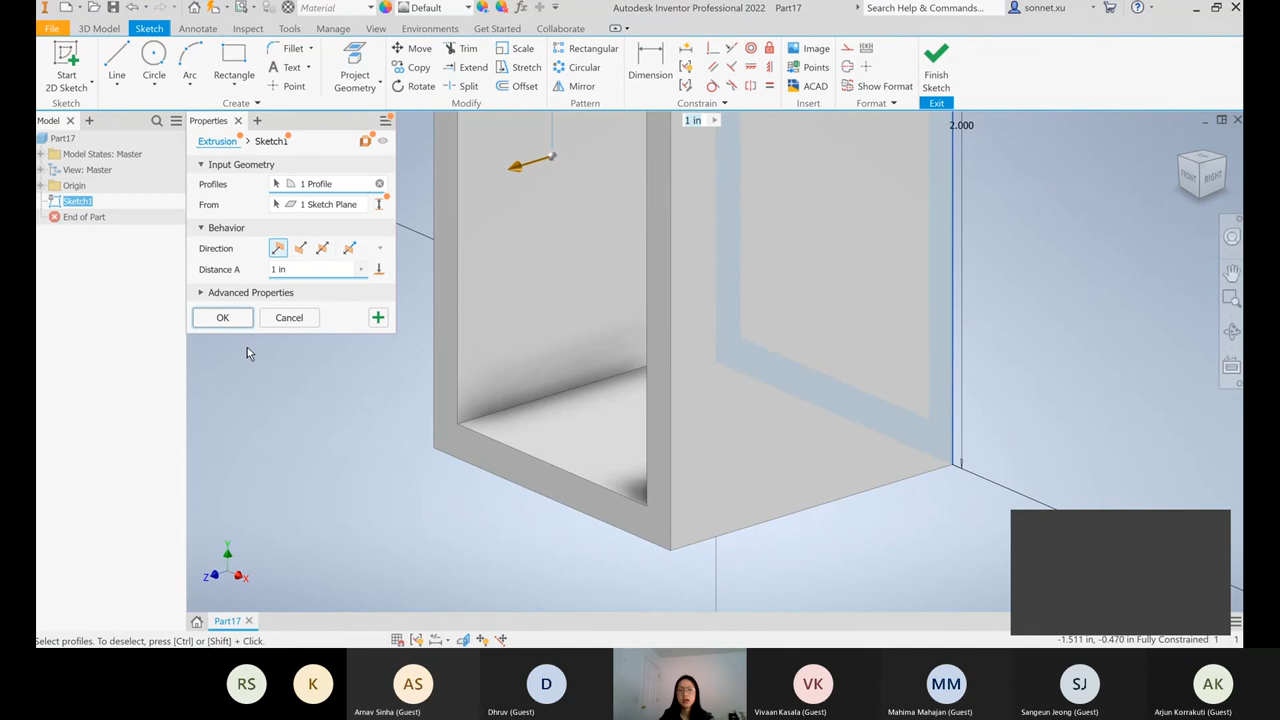 Material
Default
Autodesk Inventor Professional 2022 Part17
Search Help & Commands...
sonnet.xu
File 3D Model Sketch Annotate Inspect Tools Manage View Environments Get Started Collaborate
Start
2D Sketch
Line
Circle
Arc
Rectangle
Fillet
Text
Point
Project
Geometry
Move
Copy
Rotate
Trim
Extend
Split
Scale
Stretch
Offset
Rectangular
Circular
Mirror
Dimension
Image
Points
ACAD
Show Format
Finish
Sketch
Sketch Create Modify Pattern Constrain Insert Format Exit
Model
Part17
Model States: Master
View: Master
Origin
Sketch1
End of Part
Properties
Extrusion > Sketch1
Input Geometry
Profiles 1 Profile
From 1 Sketch Plane
Behavior
Direction
Distance A 1 in
Advanced Properties
OK Cancel
1 in
2.000
FRONT RIGHT
Y
Z X
Part17
Select profiles. To deselect, press [Ctrl] or [Shift] + Click.
-1.511 in, -0.470 in Fully Constrained 1 1
RS
K
AS
Arnav Sinha (Guest)
D
Dhruv (Guest)
VK
Vivaan Kasala (Guest)
MM
Mahima Mahajan (Guest)
SJ
Sangeun Jeong (Guest)
AK
Arjun Korrakuti (Guest)